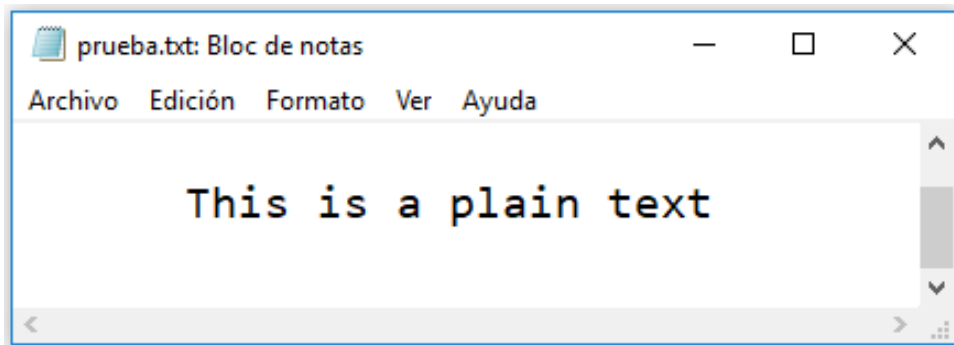 prueba.txt: Bloc de notas
Archivo Edición Formato Ver Ayuda
This is a plain text